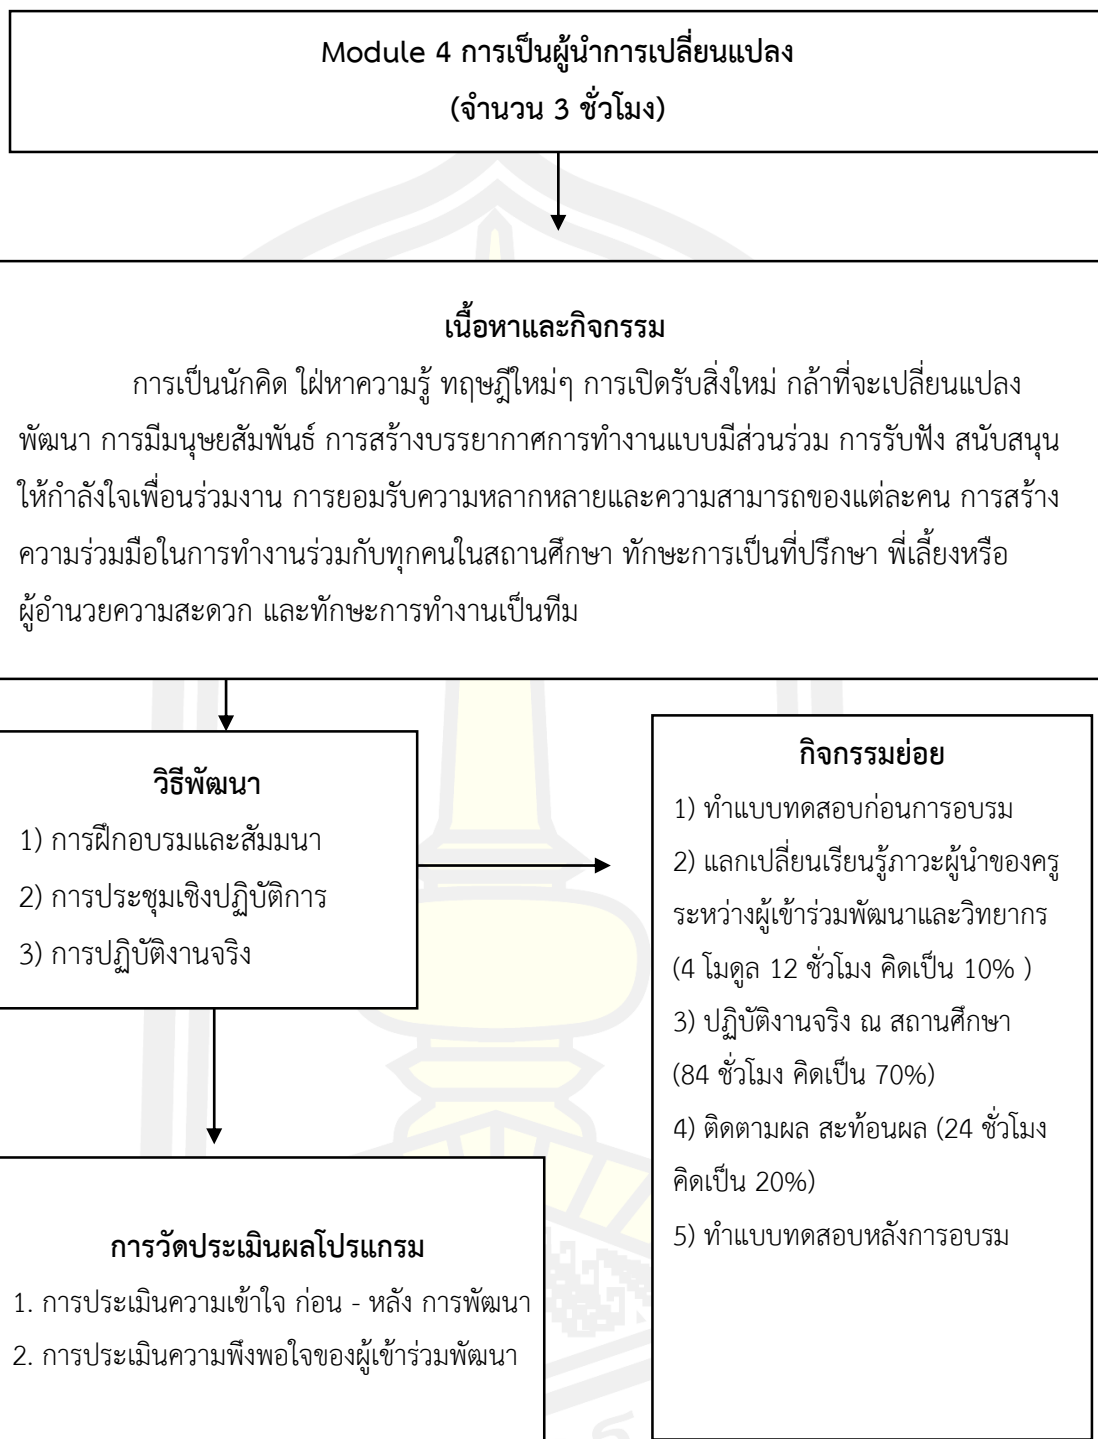 Module 4 การเป็นผู้นำการเปลี่ยนแปลง
(จำนวน 3 ชั่วโมง)
เนื้อหาและกิจกรรม
การเป็นนักคิด ใฝ่หาความรู้ ทฤษฎีใหม่ๆ การเปิดรับสิ่งใหม่ กล้าที่จะเปลี่ยนแปลง
พัฒนา การมีมนุษยสัมพันธ์ การสร้างบรรยากาศการทำงานแบบมีส่วนร่วม การรับฟัง สนับสนุน
ให้กำลังใจเพื่อนร่วมงาน การยอมรับความหลากหลายและความสามารถของแต่ละคน การสร้าง
ความร่วมมือในการทำงานร่วมกับทุกคนในสถานศึกษา ทักษะการเป็นที่ปรึกษา พี่เลี้ยงหรือ
ผู้อำนวยความสะดวก และทักษะการทำงานเป็นทีม
วิธีพัฒนา
1) การฝึกอบรมและสัมมนา
2) การประชุมเชิงปฏิบัติการ
3) การปฏิบัติงานจริง
กิจกรรมย่อย
1) ทำแบบทดสอบก่อนการอบรม
2) แลกเปลี่ยนเรียนรู้ภาวะผู้นำของครู
ระหว่างผู้เข้าร่วมพัฒนาและวิทยากร
(4 โมดูล 12 ชั่วโมง คิดเป็น 10% )
3) ปฏิบัติงานจริง ณ สถานศึกษา
(84 ชั่วโมง คิดเป็น 70%)
4) ติดตามผล สะท้อนผล (24 ชั่วโมง
คิดเป็น 20%)
5) ทำแบบทดสอบหลังการอบรม
การวัดประเมินผลโปรแกรม
1. การประเมินความเข้าใจ ก่อน - หลัง การพัฒนา
2. การประเมินความพึงพอใจของผู้เข้าร่วมพัฒนา